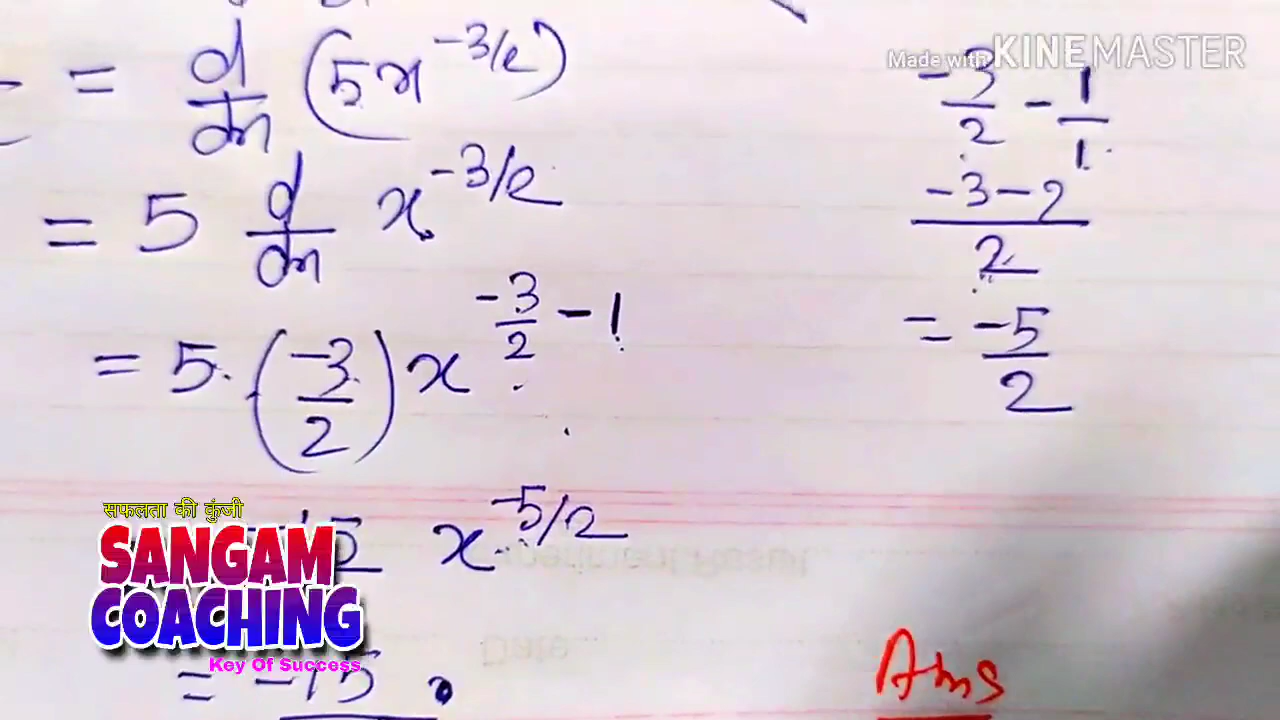 Made with KINEMASTER
= d/dx (5x^-3/2)
= 5 d/dx x^-3/2
= 5. (-3/2) x^-3/2 - 1
x^-5/2
= -15
-3/2 - 1/1
-3-2/2
= -5/2
Ans
सफलता की कुंजी
SANGAM
COACHING
Key Of Success